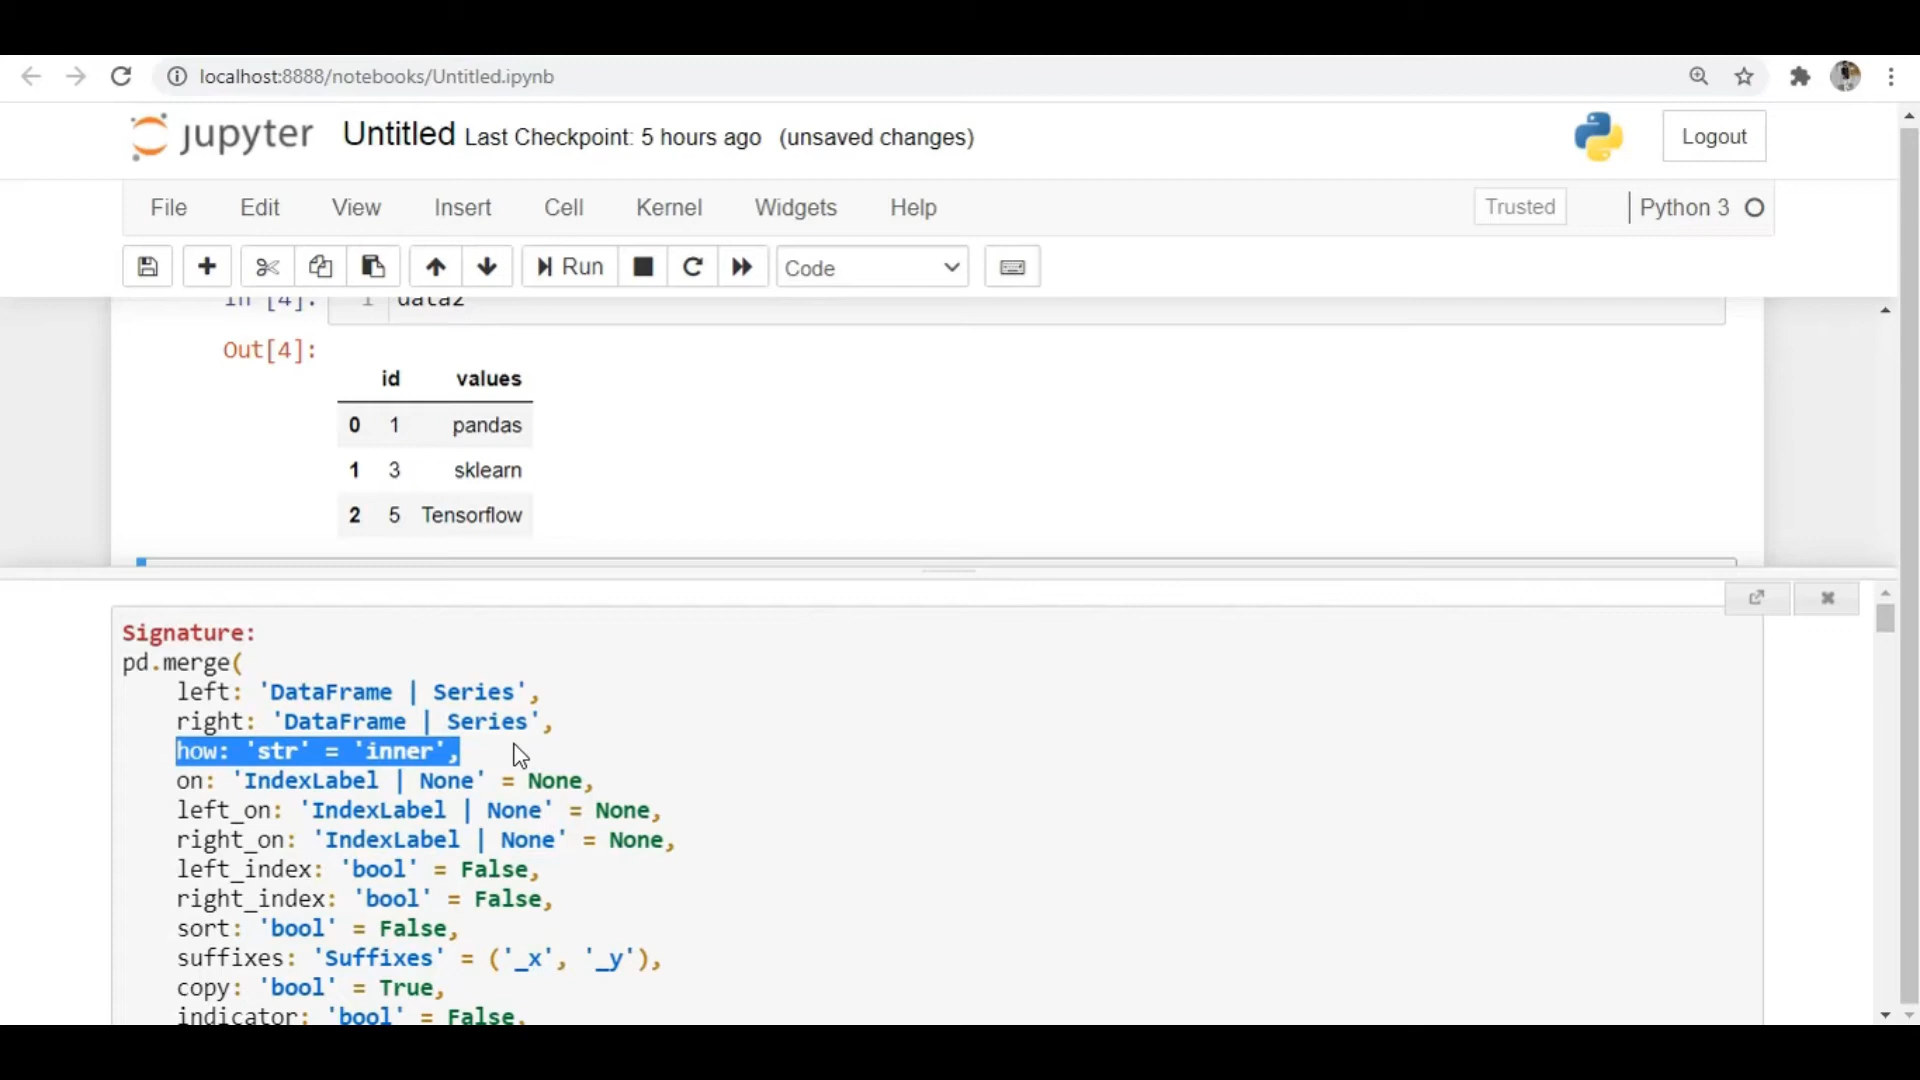 localhost:8888/notebooks/Untitled.ipynb
jupyter Untitled Last Checkpoint: 5 hours ago (unsaved changes) Logout
File Edit View Insert Cell Kernel Widgets Help Trusted Python 3
Run Code
In [4]: 1 data2
Out[4]:
id values
0 1 pandas
1 3 sklearn
2 5 Tensorflow
Signature:
pd.merge(
left: 'DataFrame | Series',
right: 'DataFrame | Series',
how: 'str' = 'inner',
on: 'IndexLabel | None' = None,
left_on: 'IndexLabel | None' = None,
right_on: 'IndexLabel | None' = None,
left_index: 'bool' = False,
right_index: 'bool' = False,
sort: 'bool' = False,
suffixes: 'Suffixes' = ('_x', '_y'),
copy: 'bool' = True,
indicator: 'bool' = False,